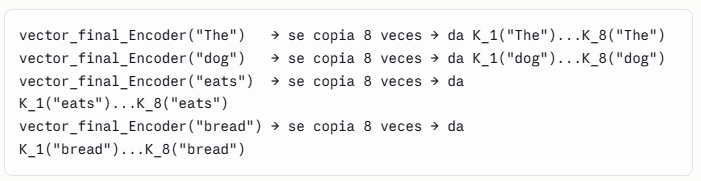 vector_final_Encoder("The")   → se copia 8 veces → da K_1("The")...K_8("The")
vector_final_Encoder("dog")   → se copia 8 veces → da K_1("dog")...K_8("dog")
vector_final_Encoder("eats")  → se copia 8 veces → da
K_1("eats")...K_8("eats")
vector_final_Encoder("bread") → se copia 8 veces → da
K_1("bread")...K_8("bread")